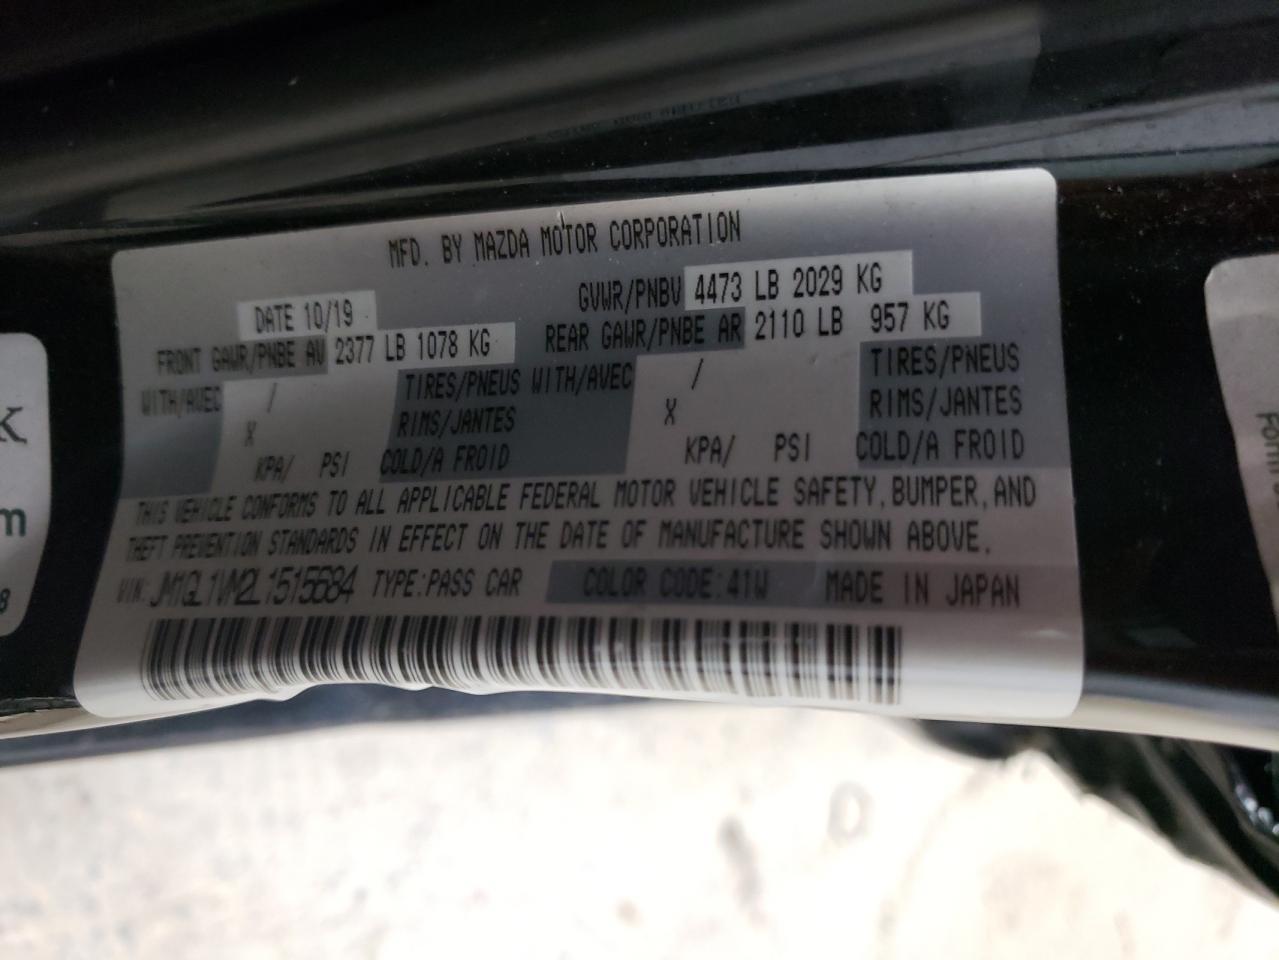 MFD. BY MAZDA MOTOR CORPORATION
DATE 10/19 GVWR/PNBV 4473 LB 2029 KG
FRONT GAWR/PNBE AV 2377 LB 1078 KG REAR GAWR/PNBE AR 2110 LB 957 KG
WITH/AVEC / TIRES/PNEUS WITH/AVEC / TIRES/PNEUS
X RIMS/JANTES X RIMS/JANTES
KPA/ PSI COLD/A FROID KPA/ PSI COLD/A FROID
THIS VEHICLE CONFORMS TO ALL APPLICABLE FEDERAL MOTOR VEHICLE SAFETY, BUMPER, AND
THEFT PREVENTION STANDARDS IN EFFECT ON THE DATE OF MANUFACTURE SHOWN ABOVE.
VIN: JM1GL1VM2L1515684 TYPE: PASS CAR COLOR CODE: 41W MADE IN JAPAN
K
m
8